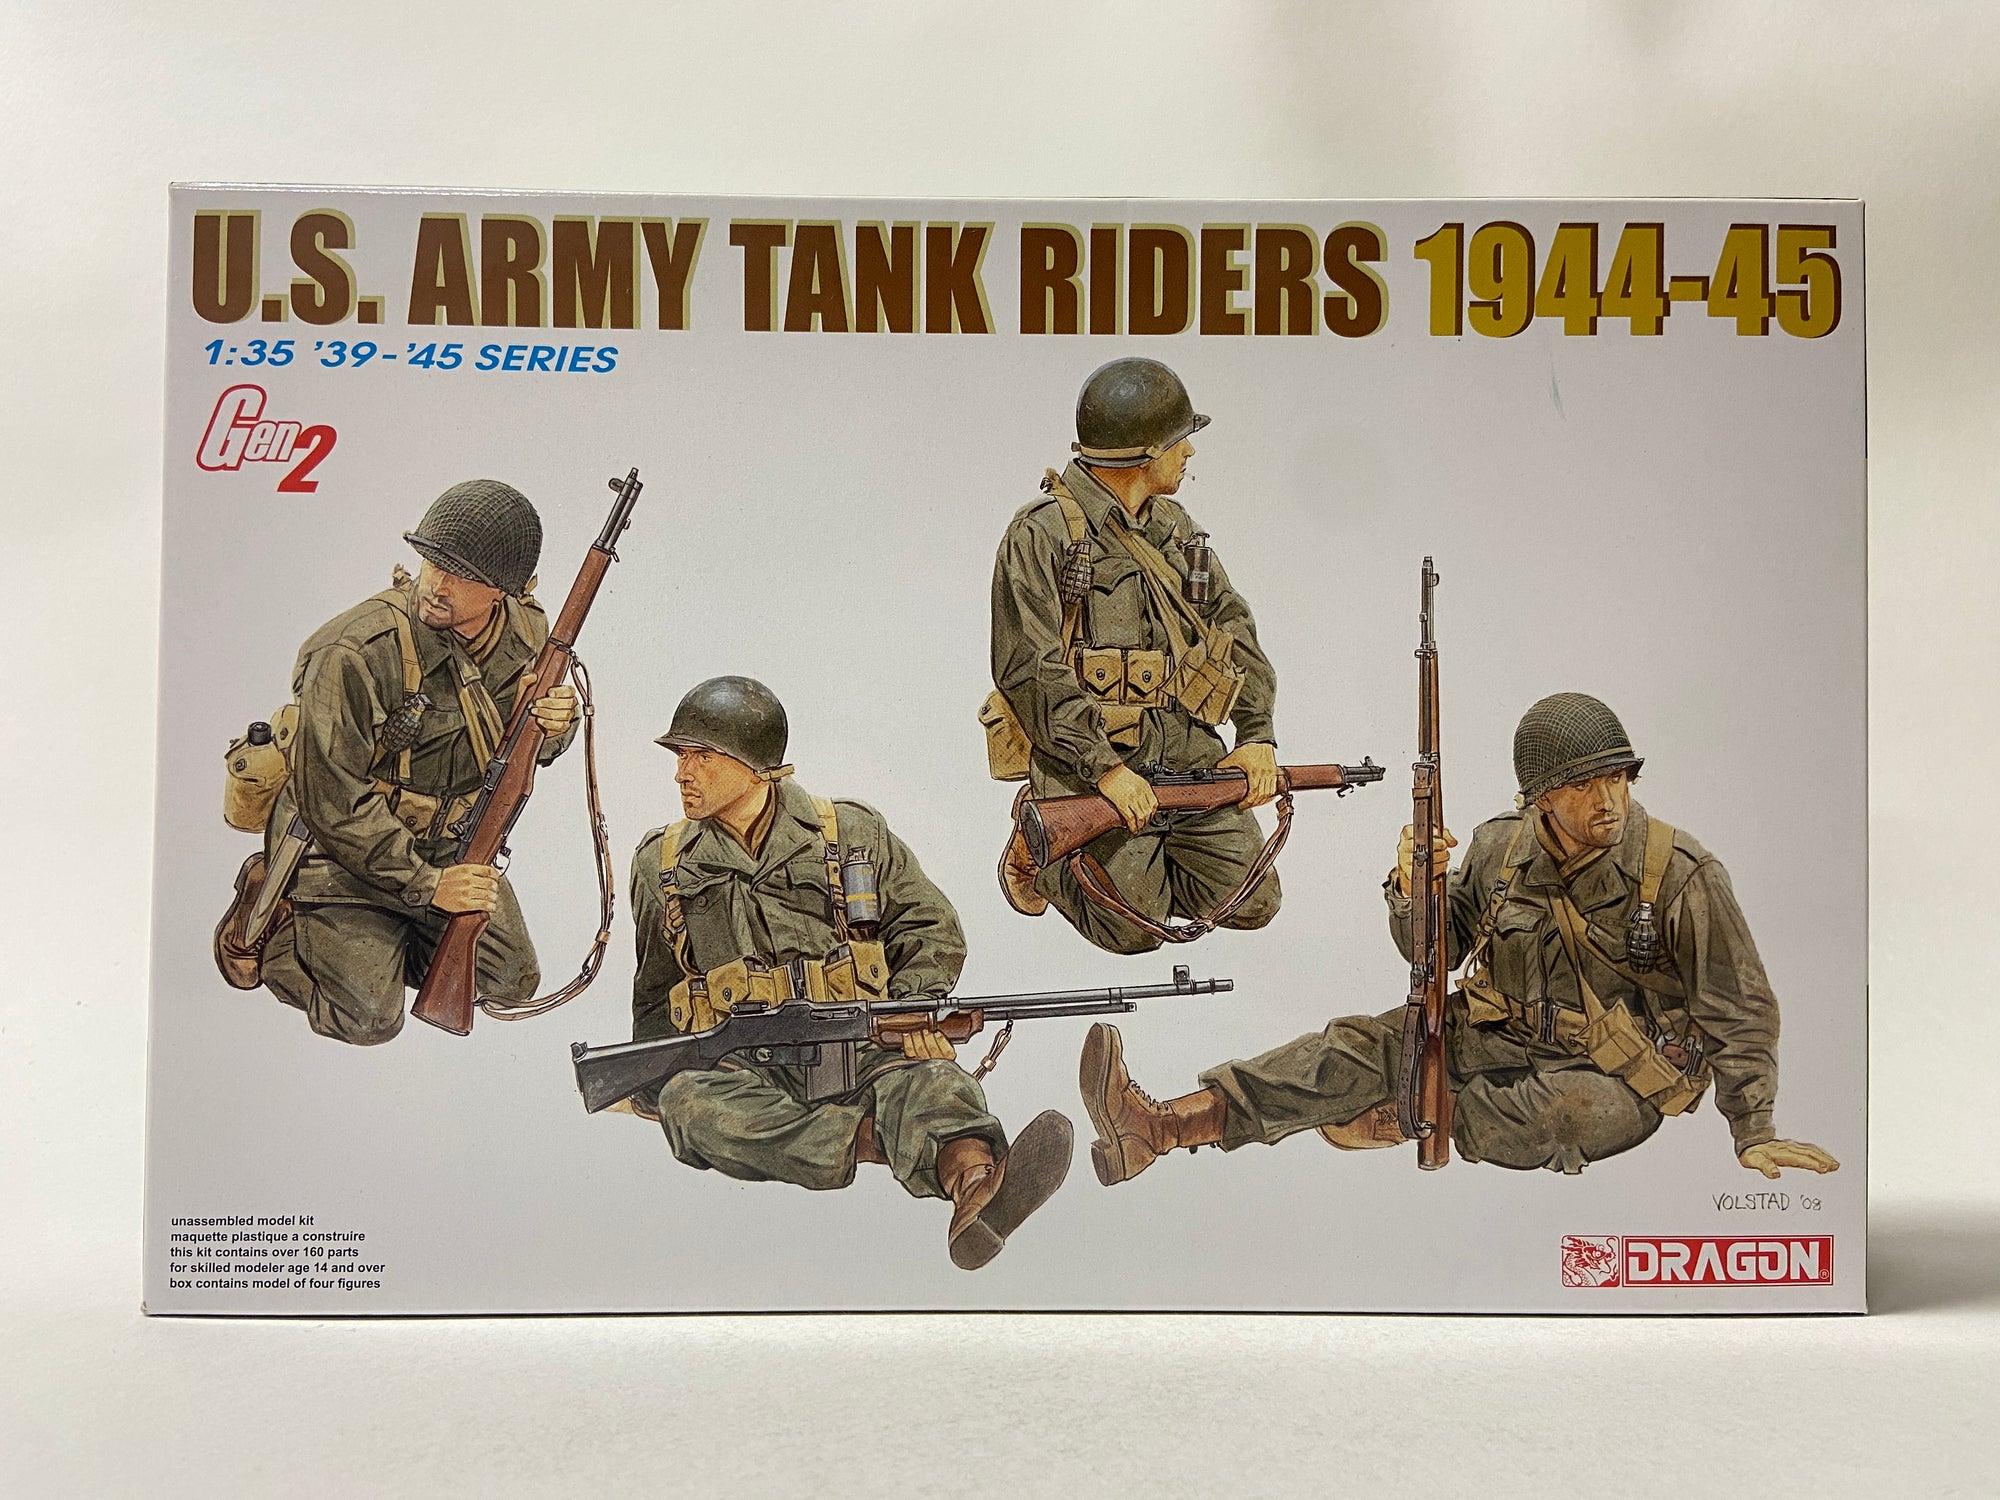 U.S. ARMY TANK RIDERS 1944-45
1:35 '39-'45 SERIES
Gen2
VOLSTAD '08
unassembled model kit
maquette plastique a construire
this kit contains over 160 parts
for skilled modeler age 14 and over
box contains model of four figures
DRAGON®